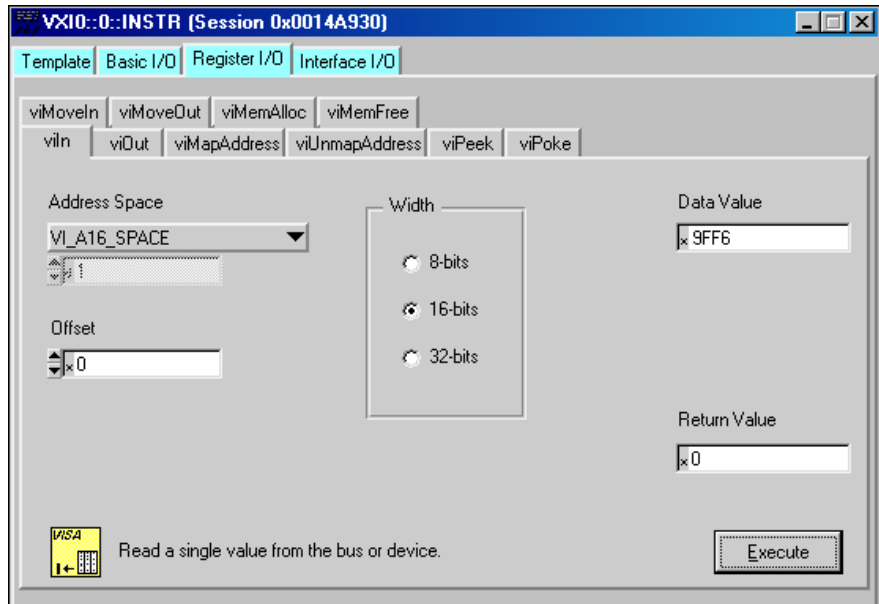 VXI0::0::INSTR (Session 0x0014A930)
Template Basic I/O Register I/O Interface I/O
viMoveIn viMoveOut viMemAlloc viMemFree
viIn viOut viMapAddress viUnmapAddress viPeek viPoke
Address Space
VI_A16_SPACE
1
Offset
x 0
Width
8-bits
16-bits
32-bits
Data Value
x 9FF6
Return Value
x 0
VISA
Read a single value from the bus or device.
Execute